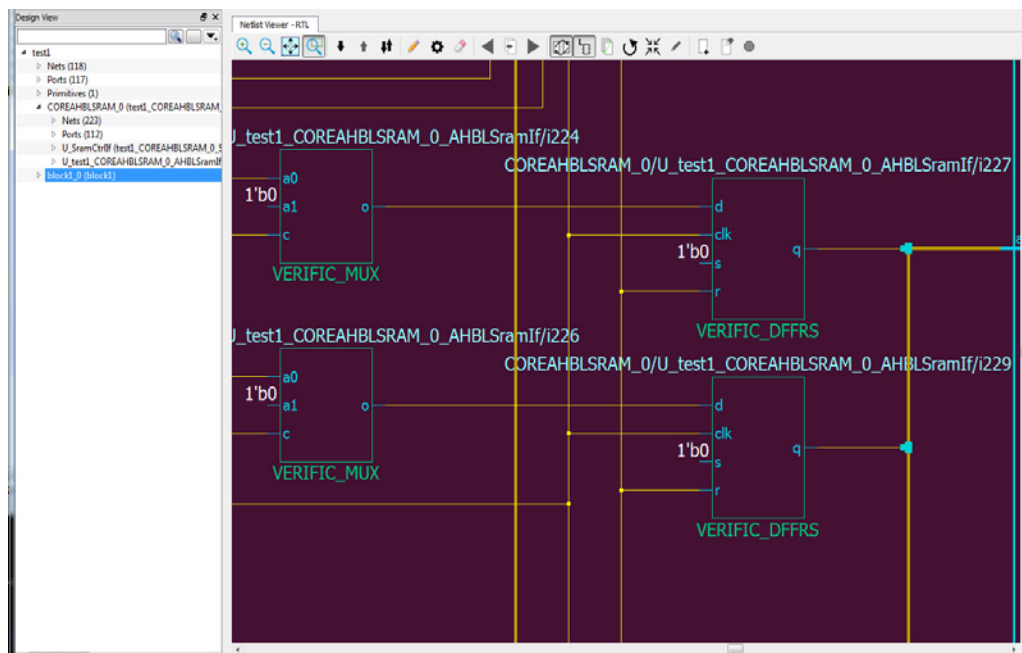 Design View
Netlist Viewer - RTL
test1
Nets (118)
Ports (117)
Primitives (1)
COREAHBLSRAM_0 (test1_COREAHBLSRAM_
Nets (223)
Ports (112)
U_SramCtrlIf (test1_COREAHBLSRAM_0_S
U_test1_COREAHBLSRAM_0_AHBLSramIf
block1_0 (block1)
U_test1_COREAHBLSRAM_0_AHBLSramIf/i224
COREAHBLSRAM_0/U_test1_COREAHBLSRAM_0_AHBLSramIf/i227
a0
1'b0
a1
o
c
VERIFIC_MUX
d
clk
1'b0
s
q
r
VERIFIC_DFFRS
U_test1_COREAHBLSRAM_0_AHBLSramIf/i226
COREAHBLSRAM_0/U_test1_COREAHBLSRAM_0_AHBLSramIf/i229
a0
1'b0
a1
o
c
VERIFIC_MUX
d
clk
1'b0
s
q
r
VERIFIC_DFFRS